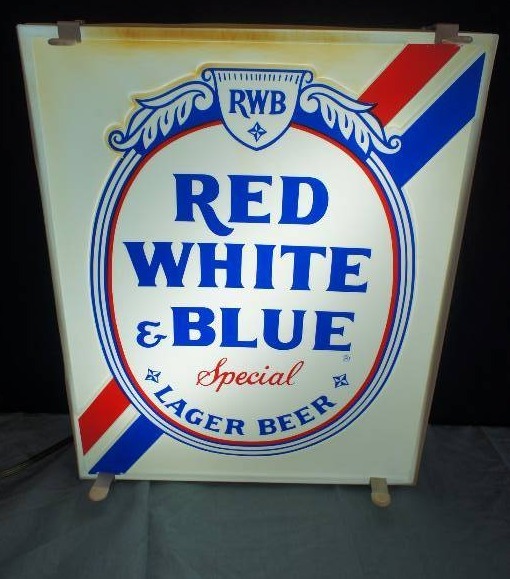 RWB
RED
WHITE
& BLUE
®
Special
LAGER BEER